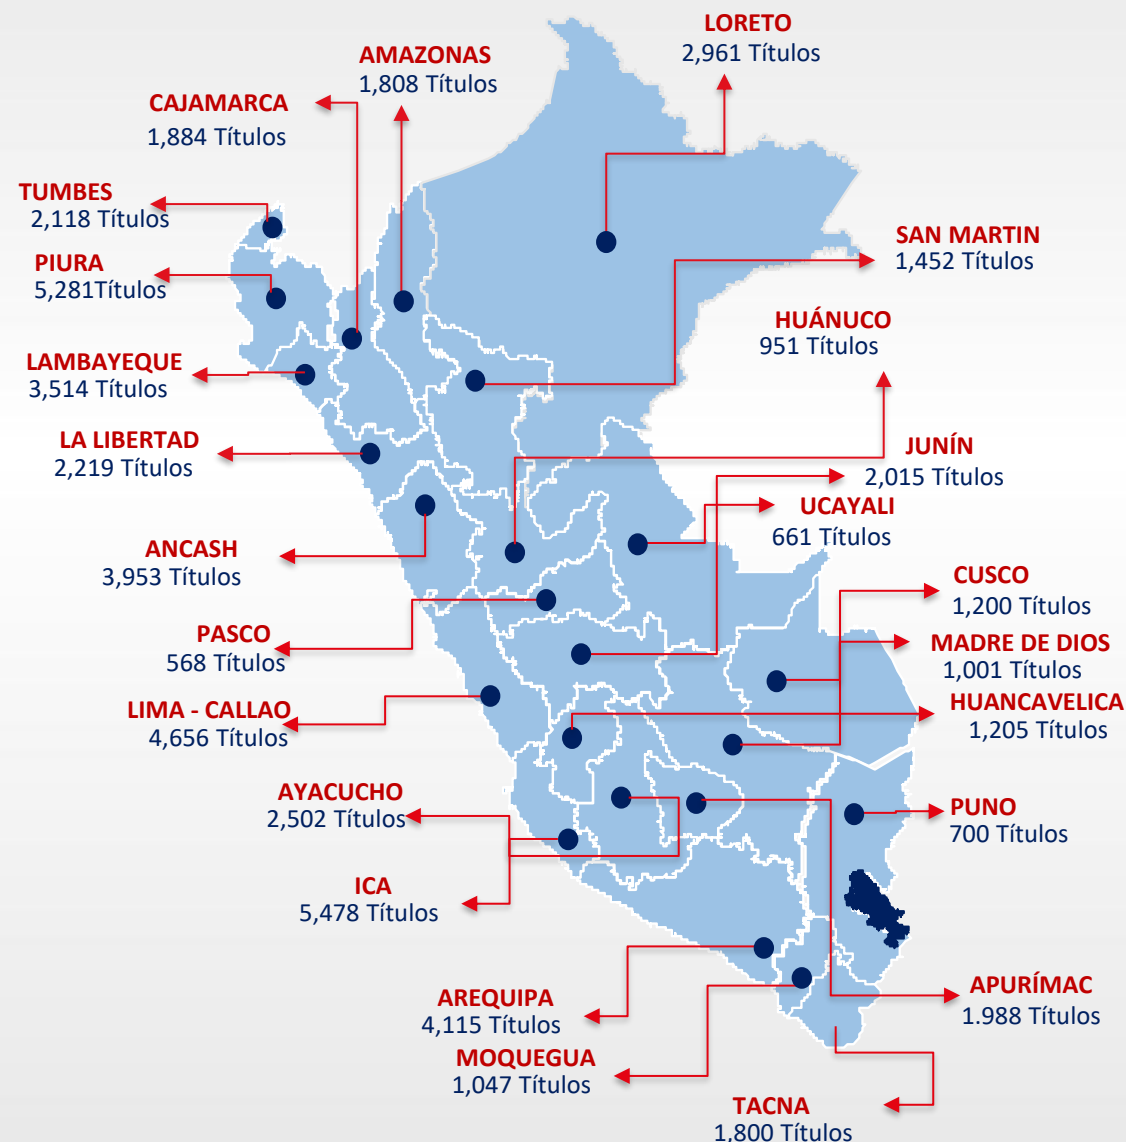 LORETO
2,961 Títulos
AMAZONAS
1,808 Títulos
CAJAMARCA
1,884 Títulos
TUMBES
2,118 Títulos
SAN MARTIN
1,452 Títulos
PIURA
5,281Títulos
HUÁNUCO
951 Títulos
LAMBAYEQUE
3,514 Títulos
LA LIBERTAD
2,219 Títulos
JUNÍN
2,015 Títulos
UCAYALI
661 Títulos
ANCASH
3,953 Títulos
CUSCO
1,200 Títulos
PASCO
568 Títulos
MADRE DE DIOS
1,001 Títulos
HUANCAVELICA
1,205 Títulos
LIMA - CALLAO
4,656 Títulos
AYACUCHO
2,502 Títulos
PUNO
700 Títulos
ICA
5,478 Títulos
APURÍMAC
1.988 Títulos
AREQUIPA
4,115 Títulos
MOQUEGUA
1,047 Títulos
TACNA
1,800 Títulos